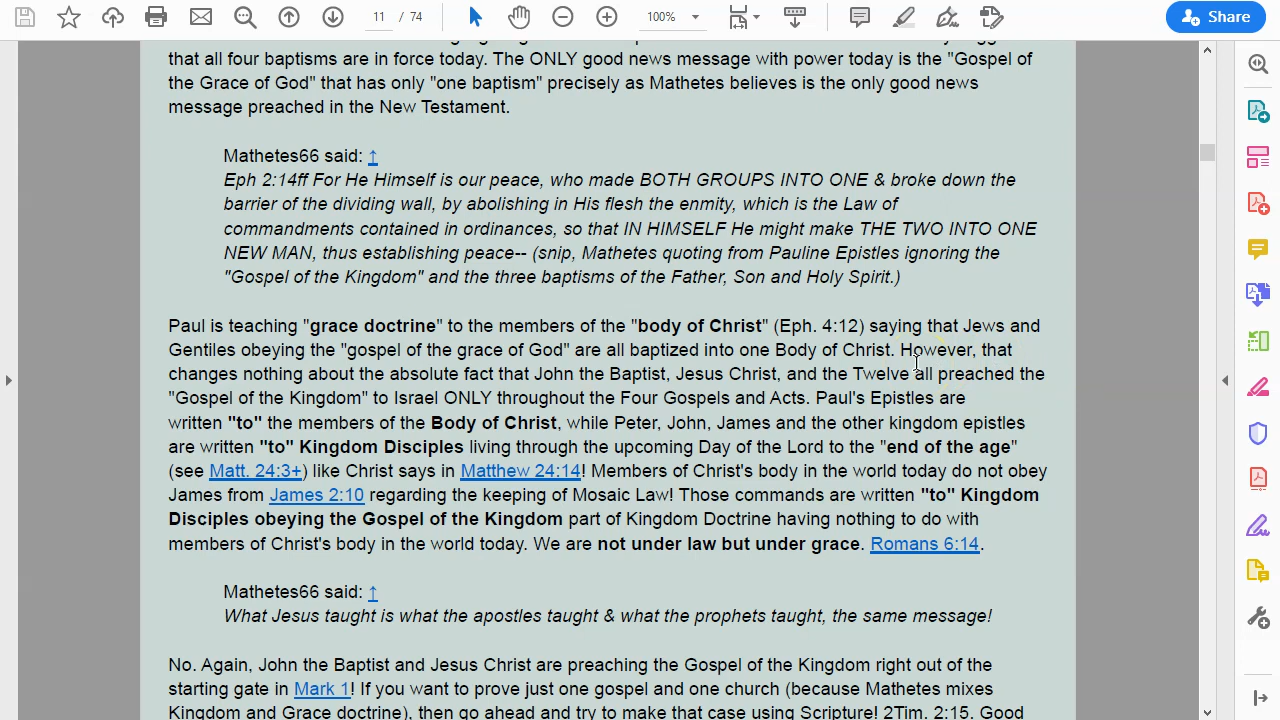 11 / 74
100%
Share
that all four baptisms are in force today. The ONLY good news message with power today is the "Gospel of
the Grace of God" that has only "one baptism" precisely as Mathetes believes is the only good news
message preached in the New Testament.
Mathetes66 said: ↑
Eph 2:14ff For He Himself is our peace, who made BOTH GROUPS INTO ONE & broke down the
barrier of the dividing wall, by abolishing in His flesh the enmity, which is the Law of
commandments contained in ordinances, so that IN HIMSELF He might make THE TWO INTO ONE
NEW MAN, thus establishing peace-- (snip, Mathetes quoting from Pauline Epistles ignoring the
"Gospel of the Kingdom" and the three baptisms of the Father, Son and Holy Spirit.)
Paul is teaching "grace doctrine" to the members of the "body of Christ" (Eph. 4:12) saying that Jews and
Gentiles obeying the "gospel of the grace of God" are all baptized into one Body of Christ. However, that
changes nothing about the absolute fact that John the Baptist, Jesus Christ, and the Twelve all preached the
"Gospel of the Kingdom" to Israel ONLY throughout the Four Gospels and Acts. Paul's Epistles are
written "to" the members of the Body of Christ, while Peter, John, James and the other kingdom epistles
are written "to" Kingdom Disciples living through the upcoming Day of the Lord to the "end of the age"
(see Matt. 24:3+) like Christ says in Matthew 24:14! Members of Christ's body in the world today do not obey
James from James 2:10 regarding the keeping of Mosaic Law! Those commands are written "to" Kingdom
Disciples obeying the Gospel of the Kingdom part of Kingdom Doctrine having nothing to do with
members of Christ's body in the world today. We are not under law but under grace. Romans 6:14.
Mathetes66 said: ↑
What Jesus taught is what the apostles taught & what the prophets taught, the same message!
No. Again, John the Baptist and Jesus Christ are preaching the Gospel of the Kingdom right out of the
starting gate in Mark 1! If you want to prove just one gospel and one church (because Mathetes mixes
Kingdom and Grace doctrine), then go ahead and try to make that case using Scripture! 2Tim. 2:15. Good